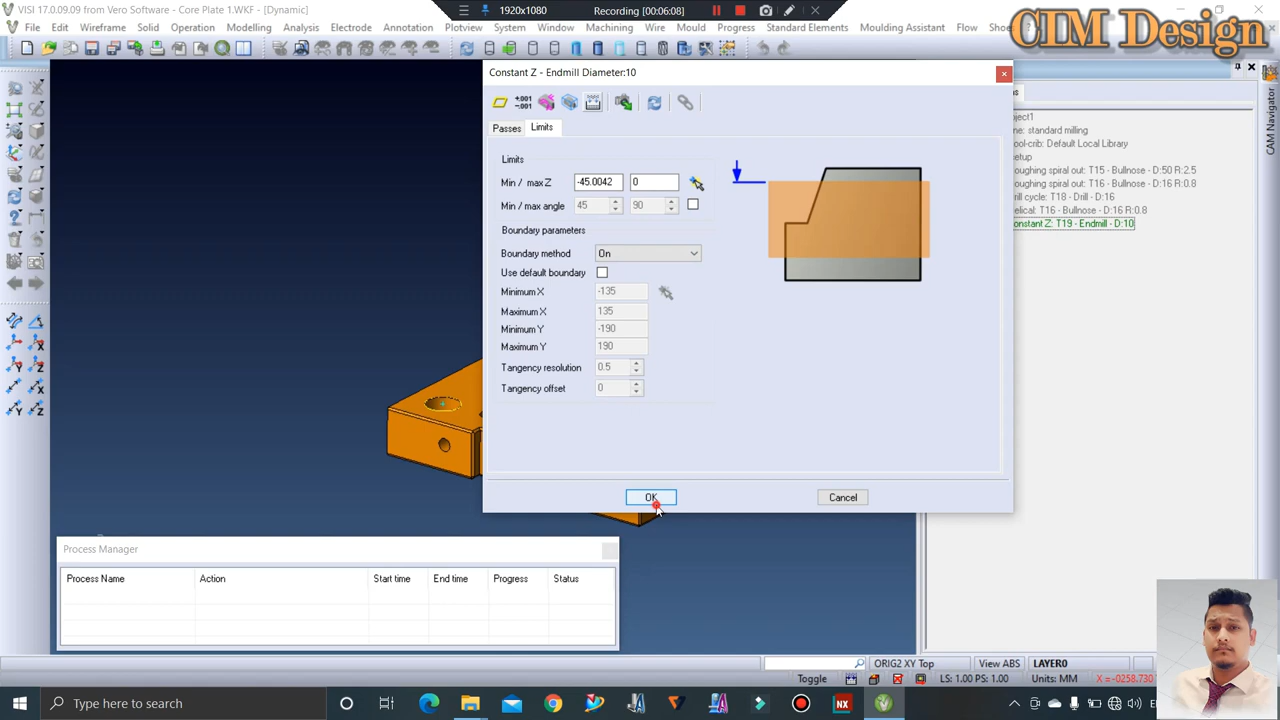 VISI 17.0.09.09 from Vero Software - Core Plate 1.WKF - [Dynamic]
1920x1080
Recording [00:06:08]
CIM Design
File Edit Wireframe Surface Solid Operation Modelling Analysis Electrode Annotation Plotview System Window Machining Wire Mould Progress Standard Elements Moulding Assistant Flow
Constant Z - Endmill Diameter:10
Passes Limits
Limits
Min / max Z -45.0042 0
Min / max angle 45 90
Boundary parameters
Boundary method On
Use default boundary
Minimum X -135
Maximum X 135
Minimum Y -190
Maximum Y 190
Tangency resolution 0.5
Tangency offset 0
OK Cancel
oject1
ne: standard milling
ool-crib: Default Local Library
etup
oughing spiral out: T15 - Bullnose - D:50 R:2.5
oughing spiral out: T16 - Bullnose - D:16 R:0.8
rill cycle: T18 - Drill - D:16
elical: T16 - Bullnose - D:16 R:0.8
onstant Z: T19 - Endmill - D:10
CAM Navigator
Process Manager
Process Name Action Start time End time Progress Status
ORIG2 XY Top View ABS LAYER0
Toggle LS: 1.00 PS: 1.00 Units: MM X =-0258.730
Type here to search